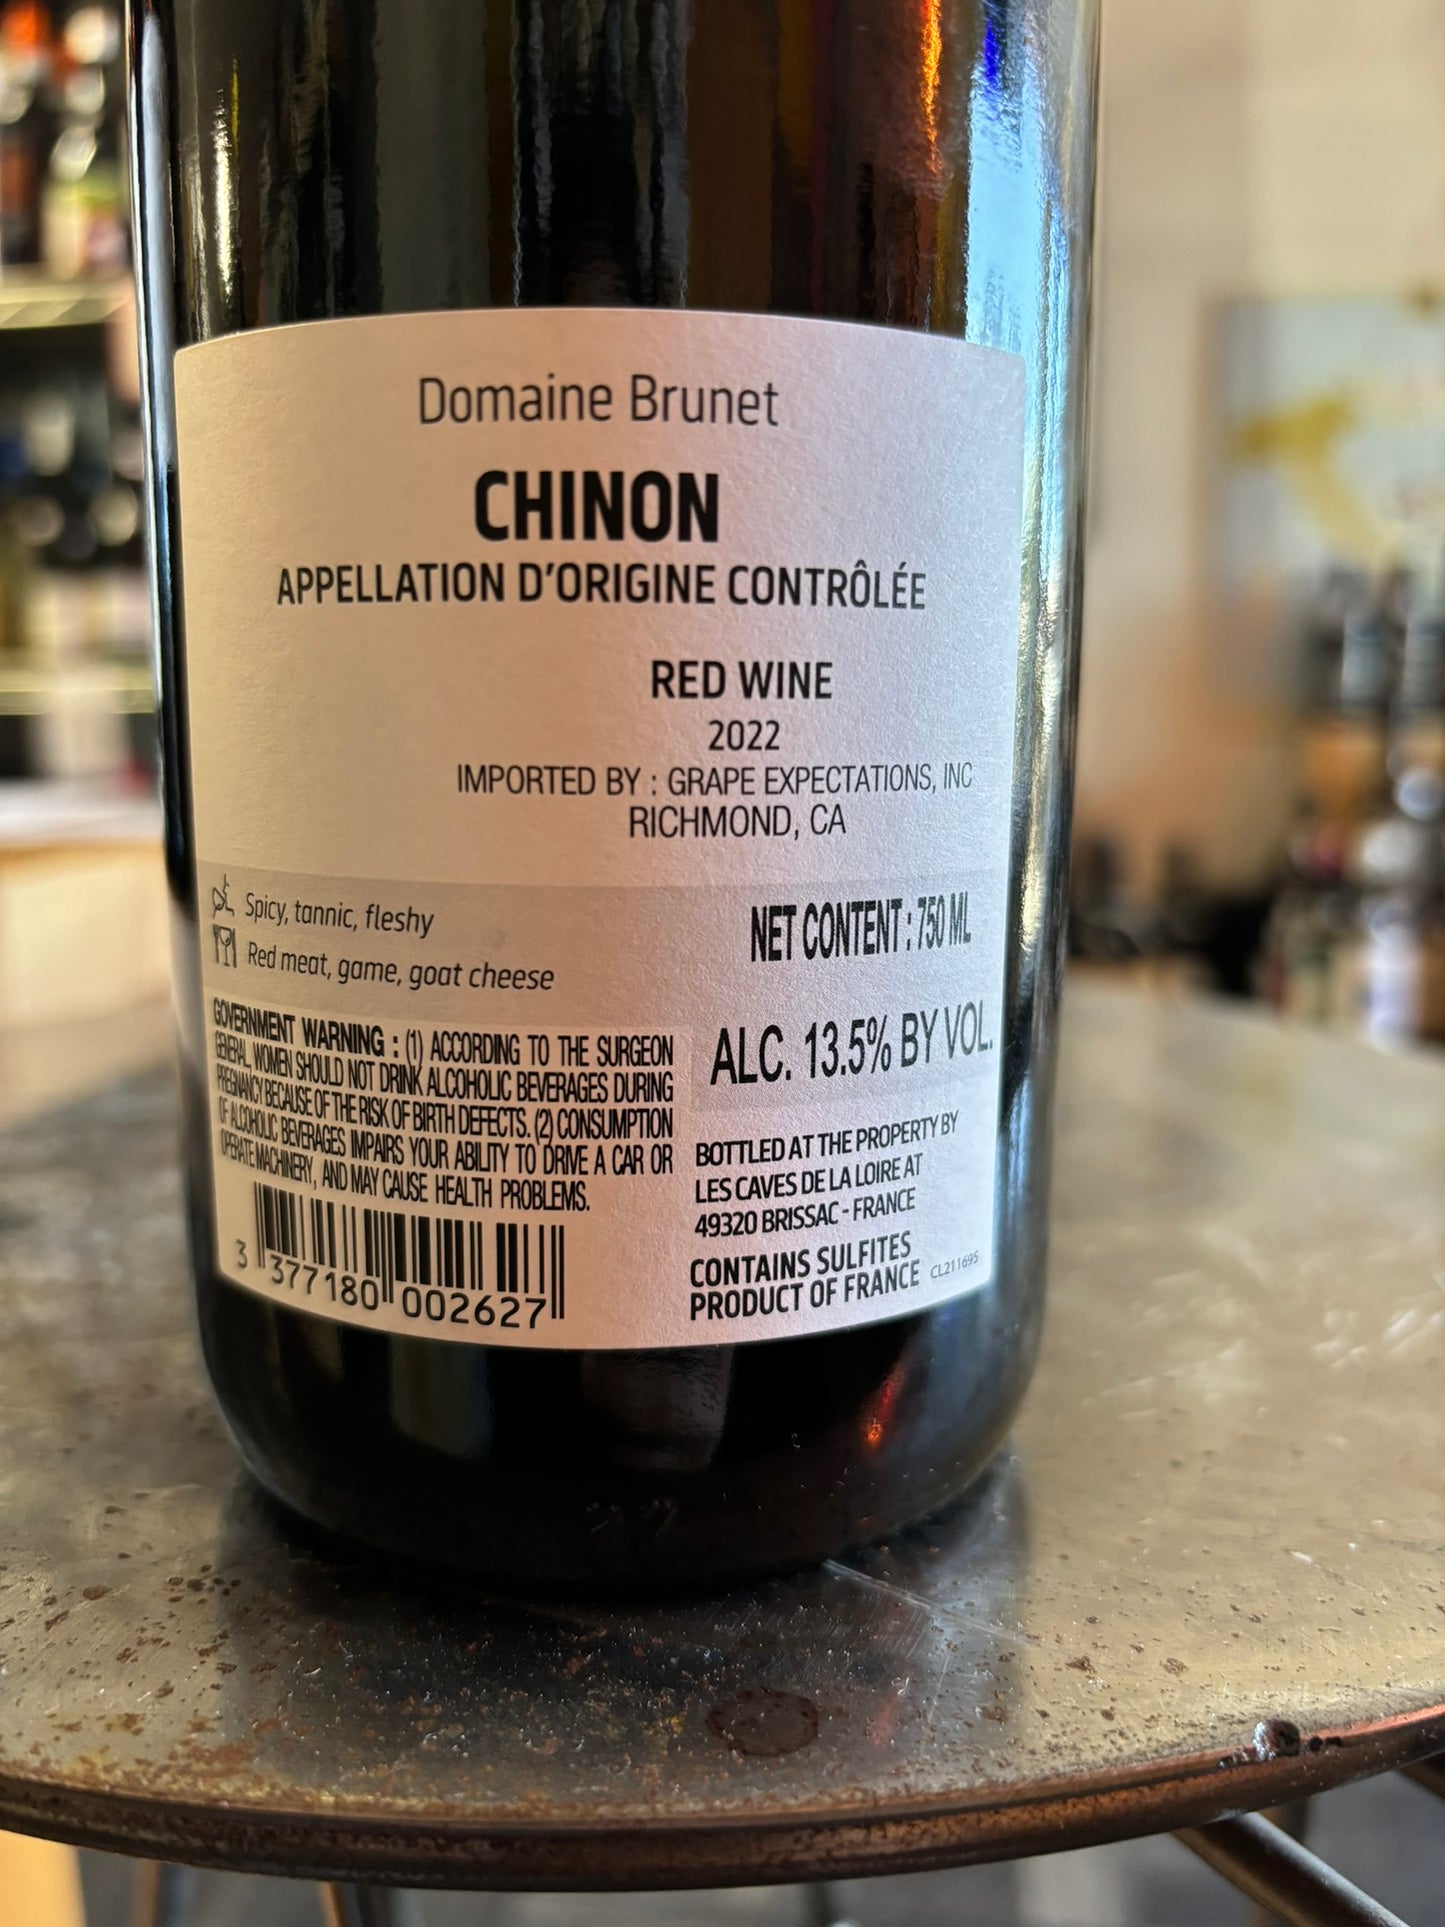 Domaine Brunet
CHINON
APPELLATION D'ORIGINE CONTRÔLÉE
RED WINE
2022
IMPORTED BY : GRAPE EXPECTATIONS, INC
RICHMOND, CA
Spicy, tannic, fleshy
Red meat, game, goat cheese
NET CONTENT : 750 ML
ALC. 13.5% BY VOL.
GOVERNMENT WARNING : (1) ACCORDING TO THE SURGEON
GENERAL, WOMEN SHOULD NOT DRINK ALCOHOLIC BEVERAGES DURING
PREGNANCY BECAUSE OF THE RISK OF BIRTH DEFECTS. (2) CONSUMPTION
OF ALCOHOLIC BEVERAGES IMPAIRS YOUR ABILITY TO DRIVE A CAR OR
OPERATE MACHINERY, AND MAY CAUSE HEALTH PROBLEMS.
3 377180 002627
BOTTLED AT THE PROPERTY BY
LES CAVES DE LA LOIRE AT
49320 BRISSAC - FRANCE
CONTAINS SULFITES
PRODUCT OF FRANCE CL211695